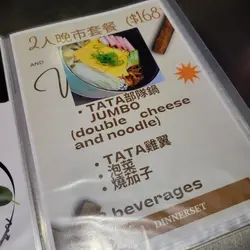 2人晚市套餐 ($168)
AND
• TATA部隊鍋
JUMBO
(double cheese
and noodle)
• TATA雞翼
• 泡菜
• 燒茄子
beverages
DINNERSET